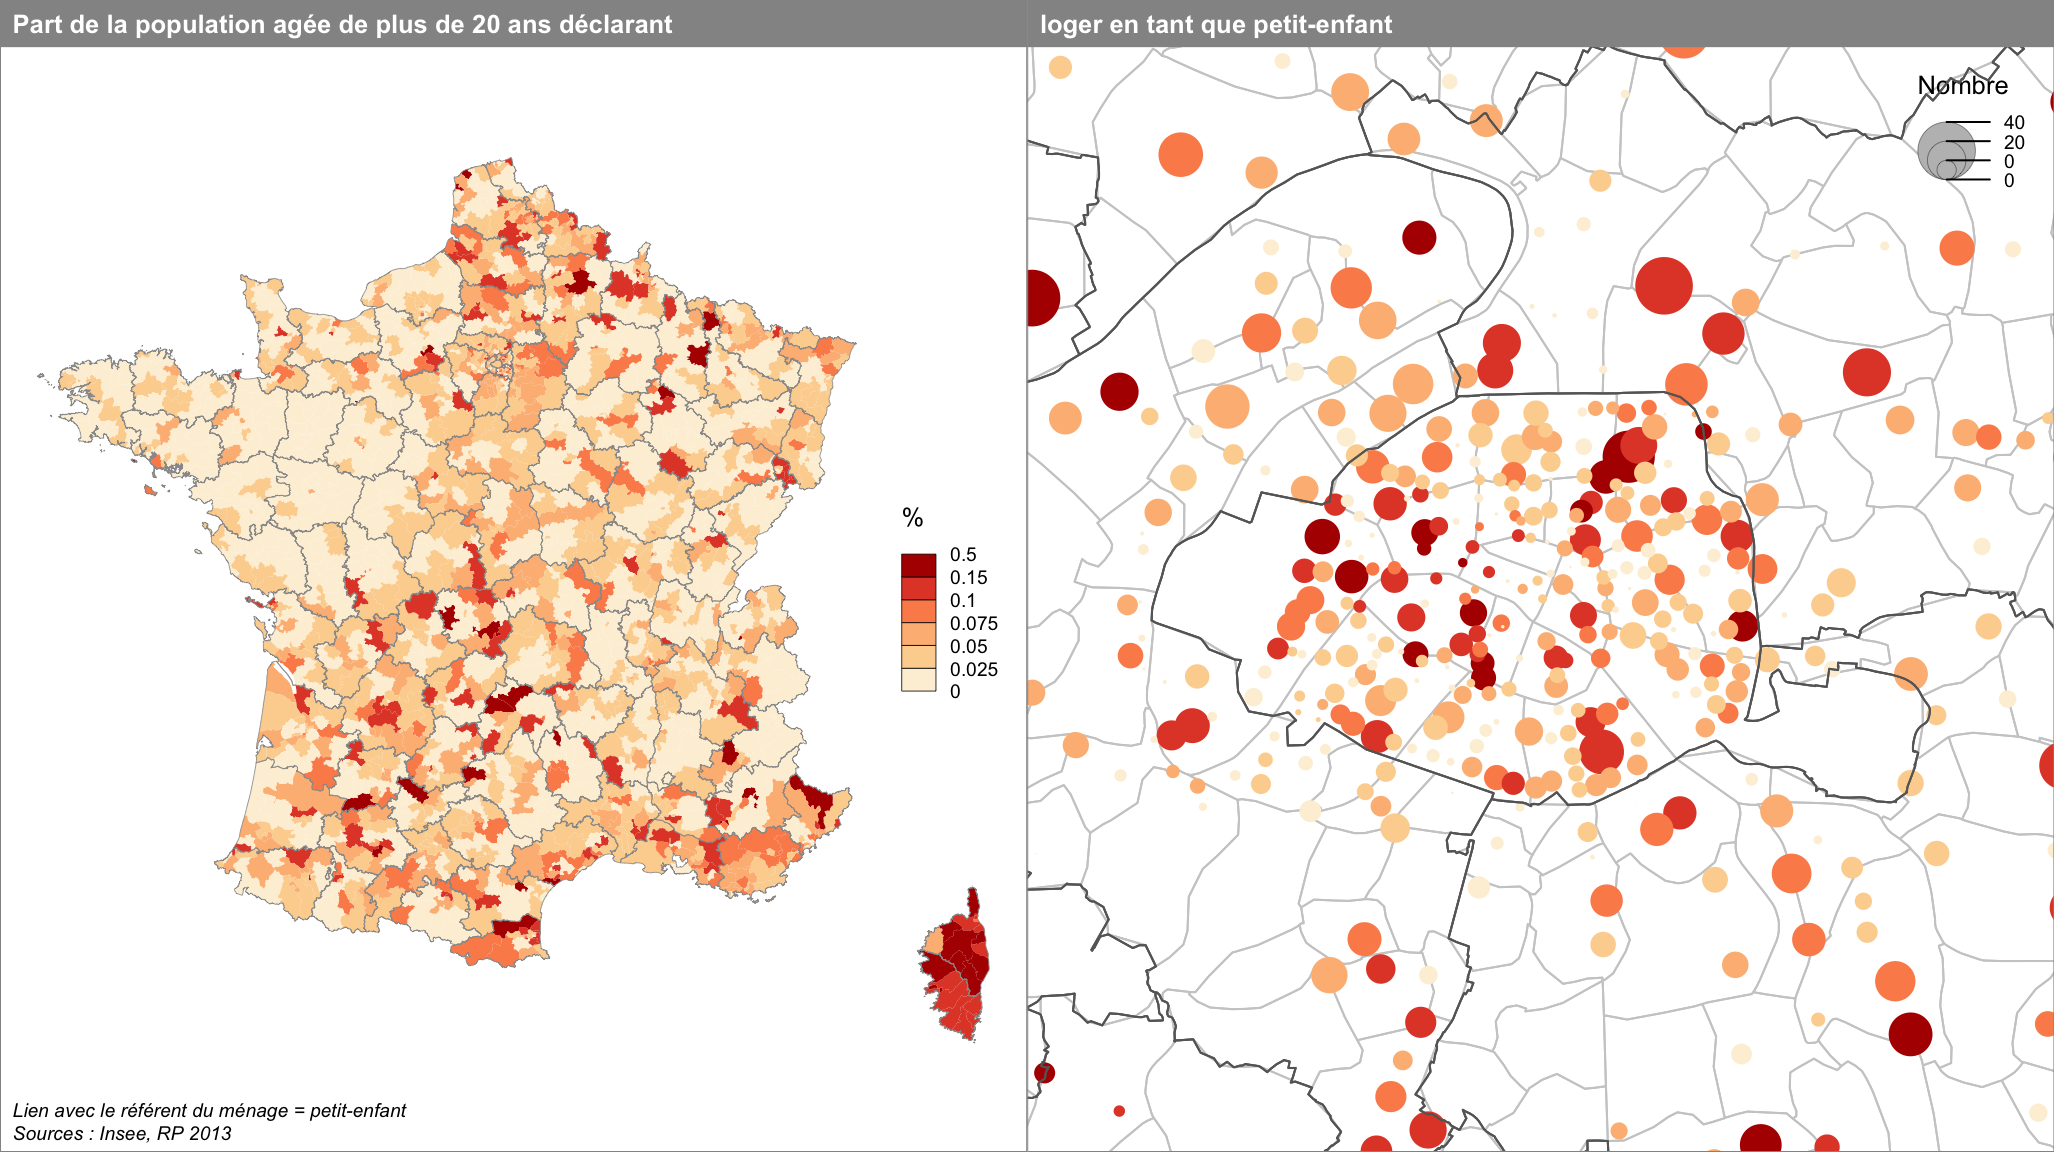 Part de la population agée de plus de 20 ans déclarant
loger en tant que petit-enfant
Nombre
40
20
0
0
%
0.5
0.15
0.1
0.075
0.05
0.025
0
Lien avec le référent du ménage = petit-enfant
Sources : Insee, RP 2013